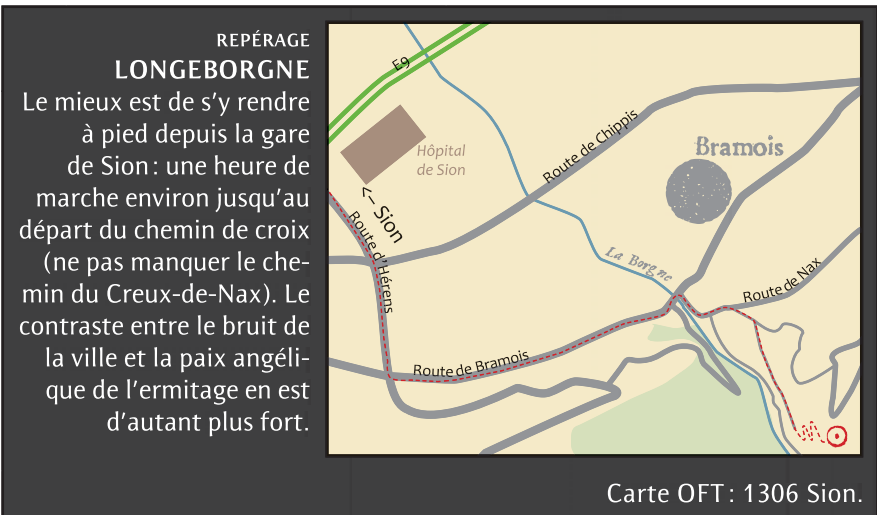 REPÉRAGE
LONGEBORGNE
Le mieux est de s’y rendre
à pied depuis la gare
de Sion : une heure de
marche environ jusqu’au
départ du chemin de croix
(ne pas manquer le che-
min du Creux-de-Nax). Le
contraste entre le bruit de
la ville et la paix angéli-
que de l’ermitage en est
d’autant plus fort.
E9
Hôpital
de Sion
Route de Chippis
Bramois
<– Sion
Route d’Hérens
La Borgne
Route de Nax
Route de Bramois
Carte OFT : 1306 Sion.